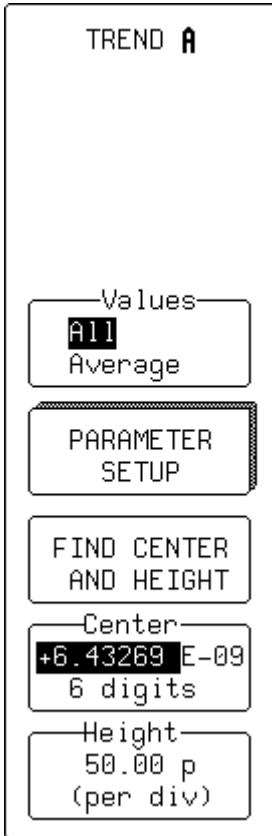 TREND A
Values
All
Average
PARAMETER
SETUP
FIND CENTER
AND HEIGHT
Center
+6.43269 E-09
6 digits
Height
50.00 p
(per div)